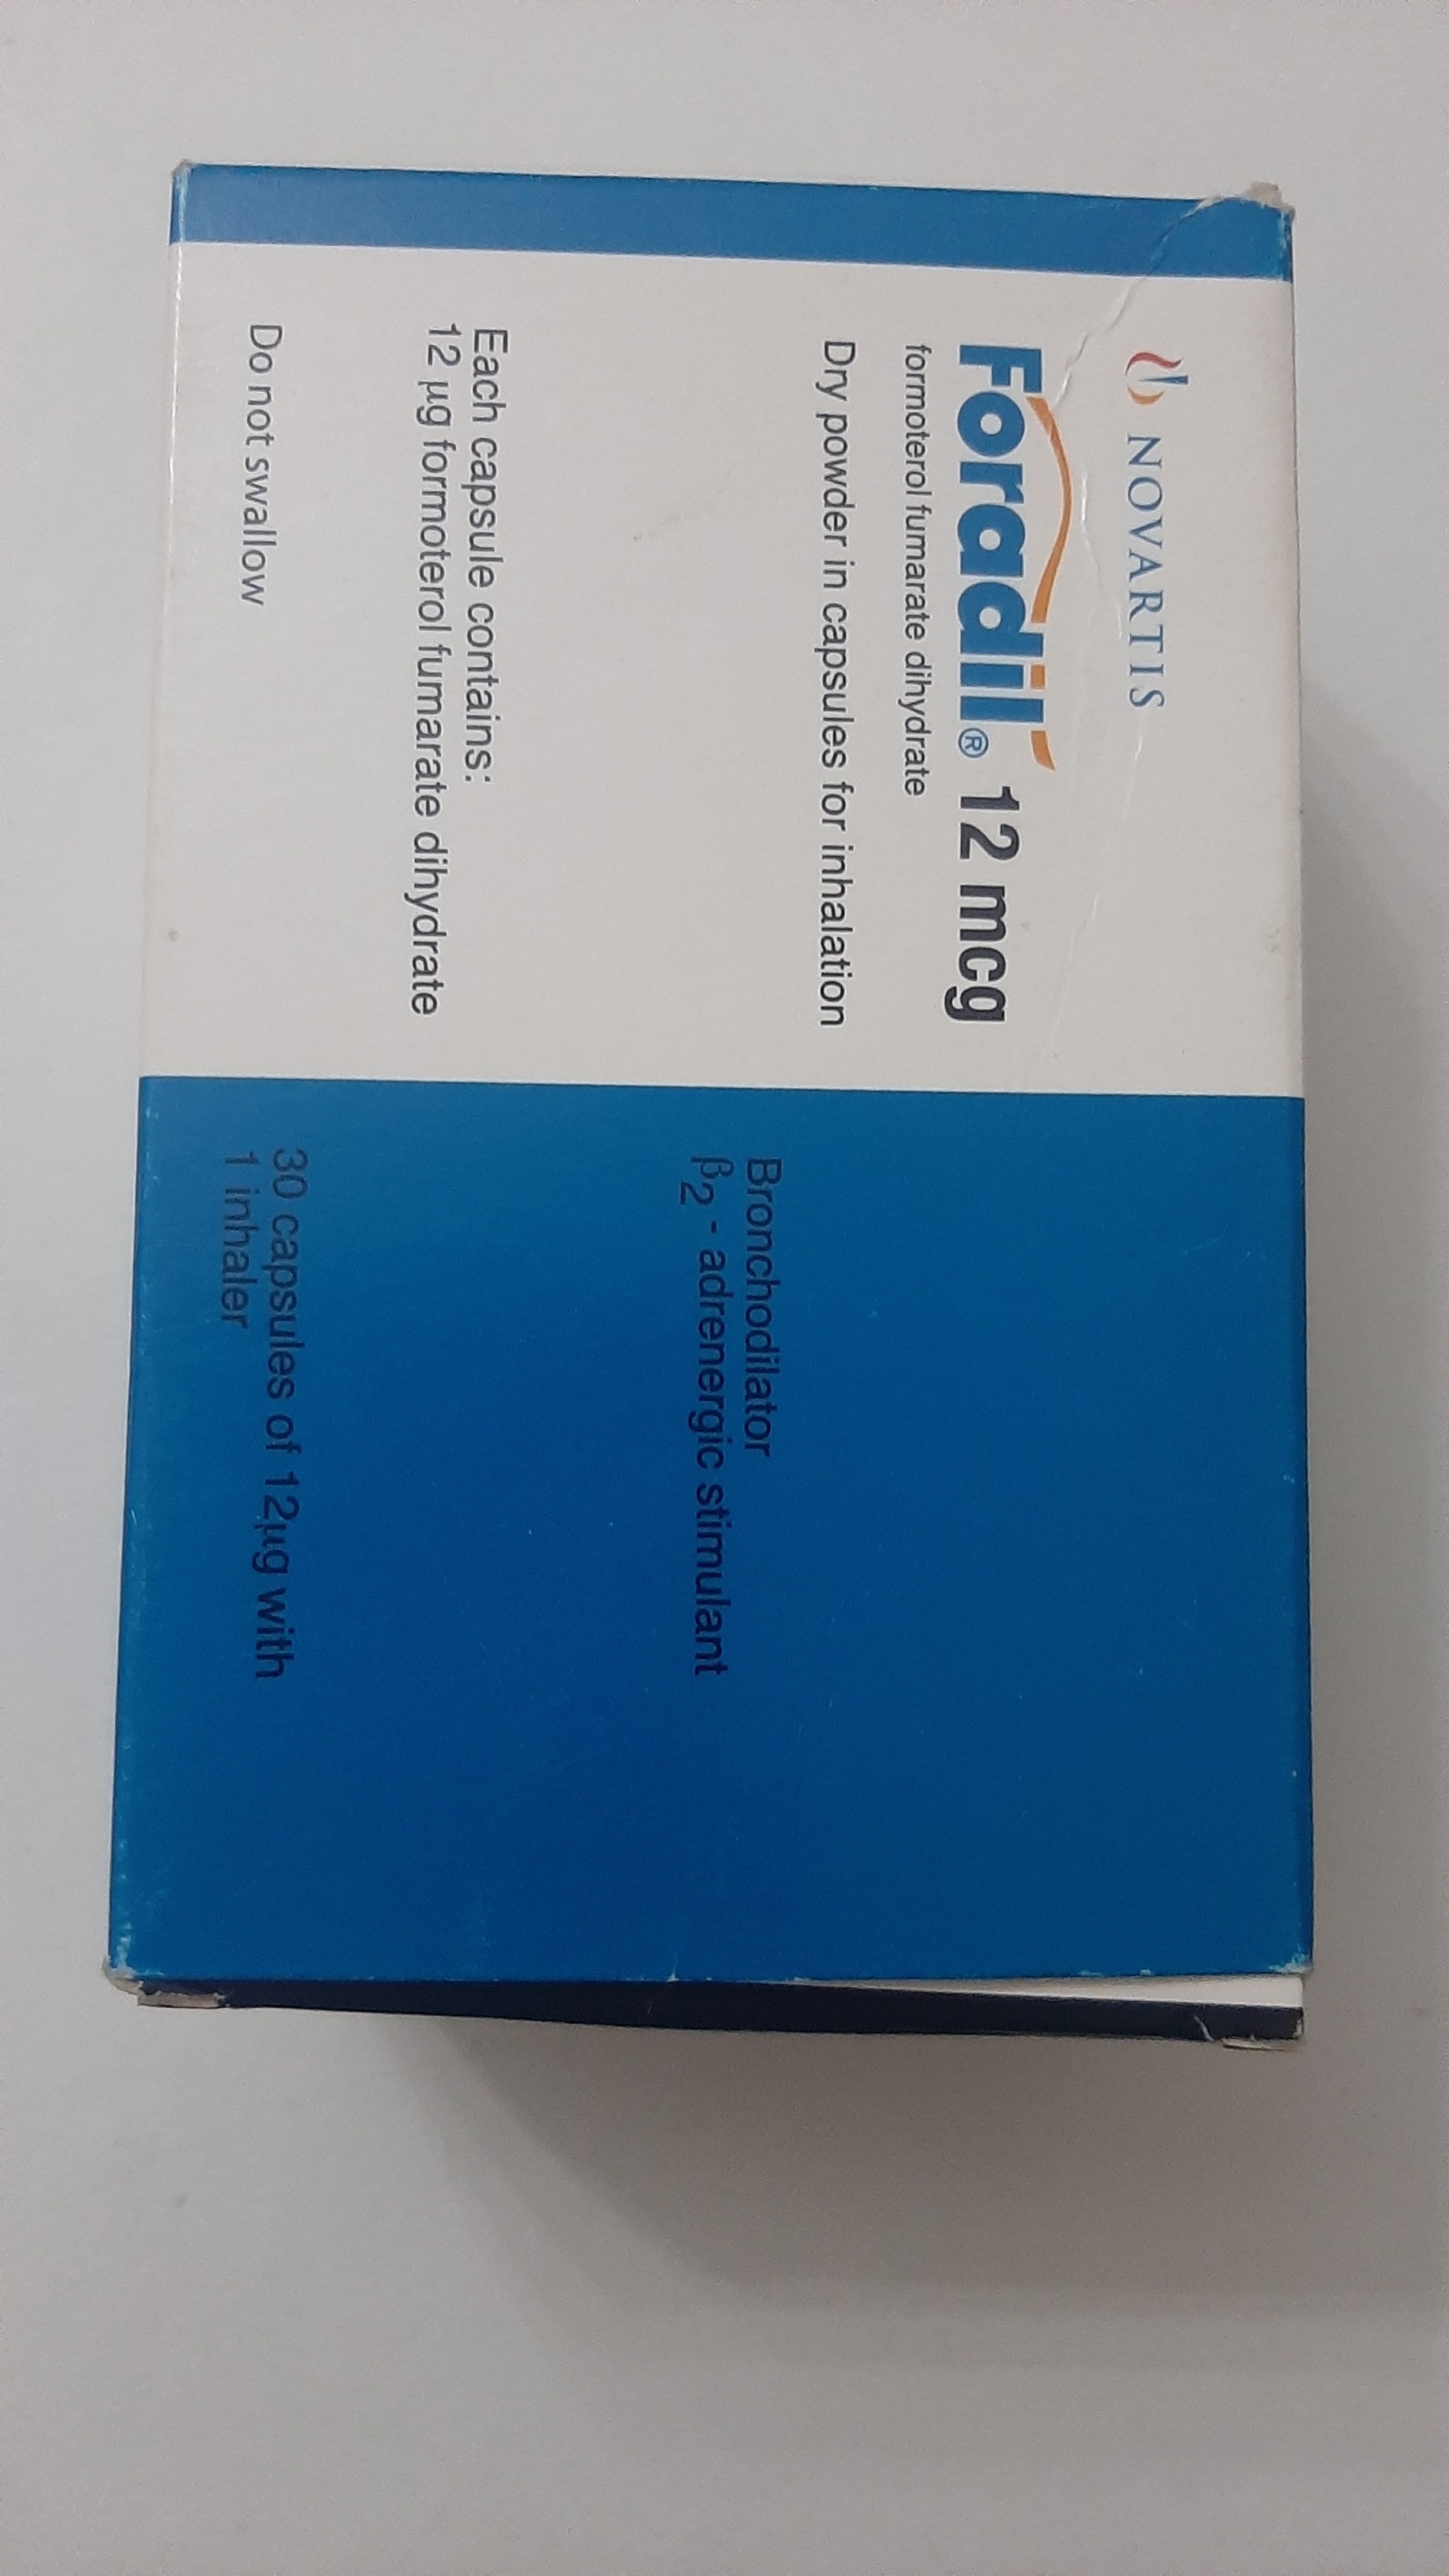 NOVARTIS
Foradil® 12 mcg
formoterol fumarate dihydrate
Dry powder in capsules for inhalation
Each capsule contains:
12 µg formoterol fumarate dihydrate
Do not swallow
Bronchodilator
β2 - adrenergic stimulant
30 capsules of 12µg with
1 inhaler